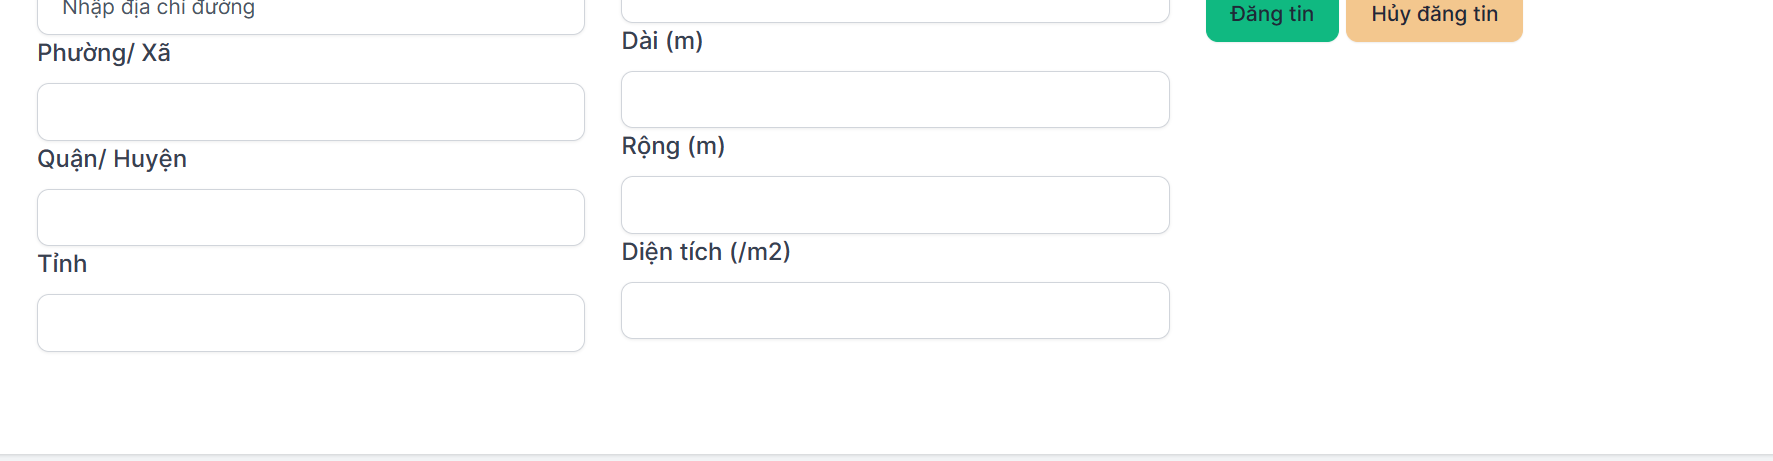 Nhập địa chỉ đường
Phường/ Xã
Quận/ Huyện
Tỉnh
Dài (m)
Rộng (m)
Diện tích (/m2)
Đăng tin
Hủy đăng tin